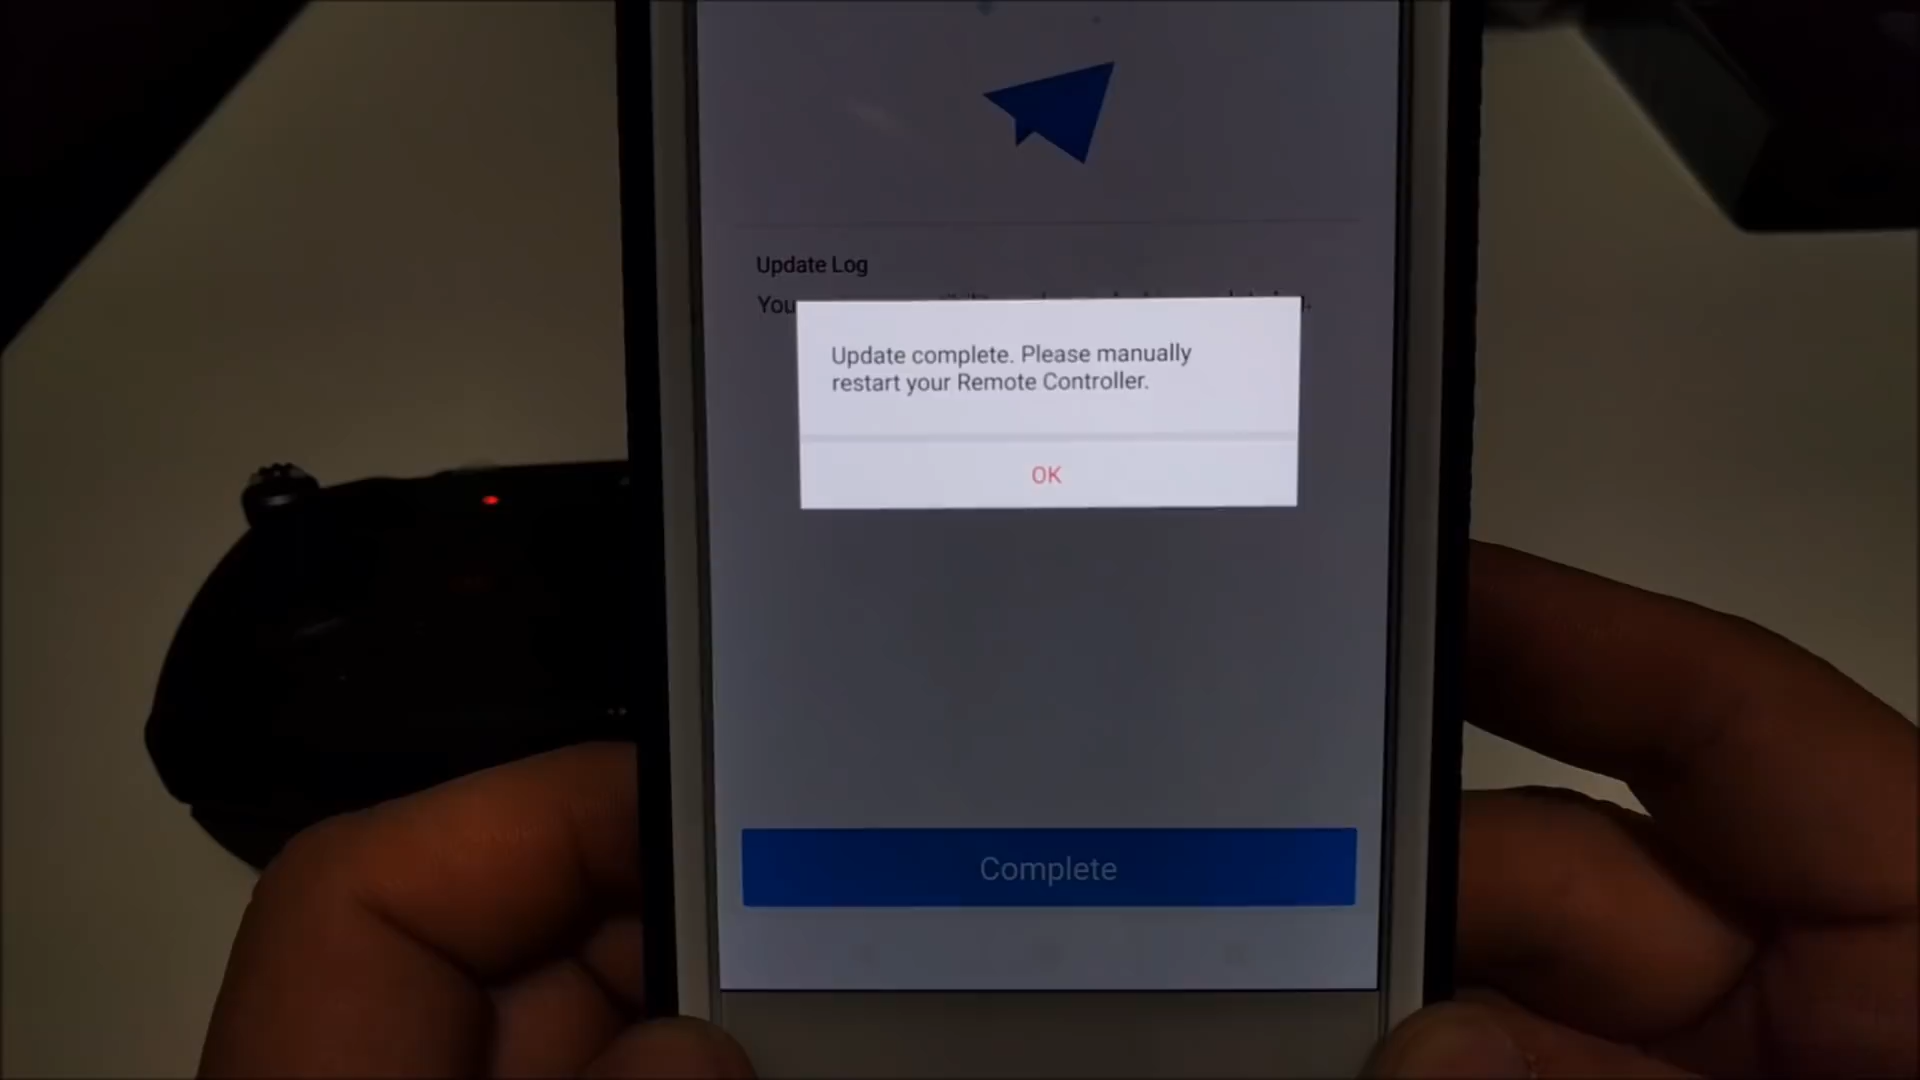 Update Log
You
Update complete. Please manually
restart your Remote Controller.
OK
Complete